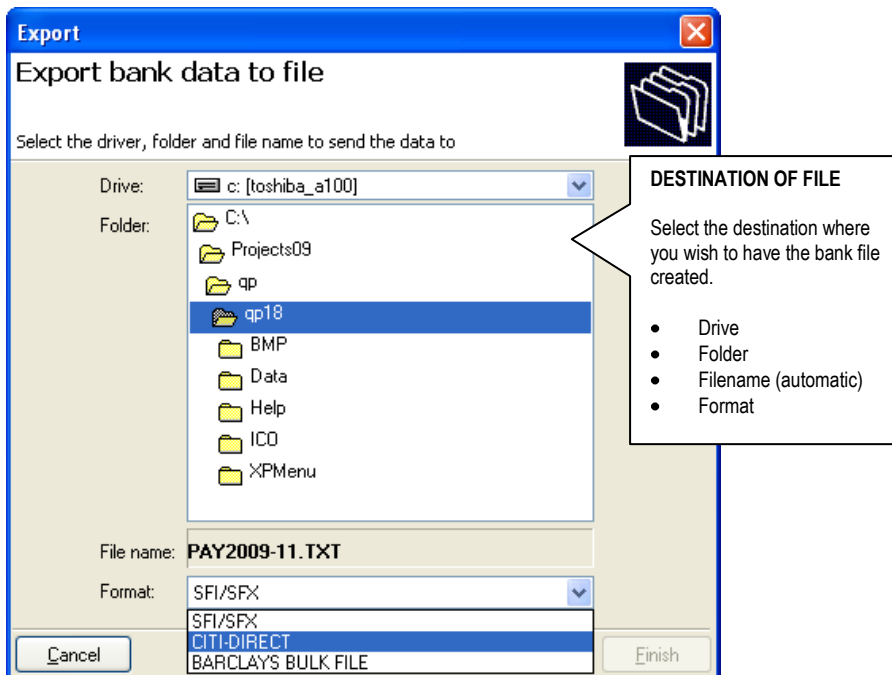 Export
Export bank data to file
Select the driver, folder and file name to send the data to
Drive:
c: [toshiba_a100]
Folder:
C:\
Projects09
qp
qp18
BMP
Data
Help
ICO
XPMenu
File name:
PAY2009-11.TXT
Format:
SFI/SFX
SFI/SFX
CITI-DIRECT
BARCLAYS BULK FILE
Cancel
Finish
DESTINATION OF FILE
Select the destination where
you wish to have the bank file
created.
• Drive
• Folder
• Filename (automatic)
• Format